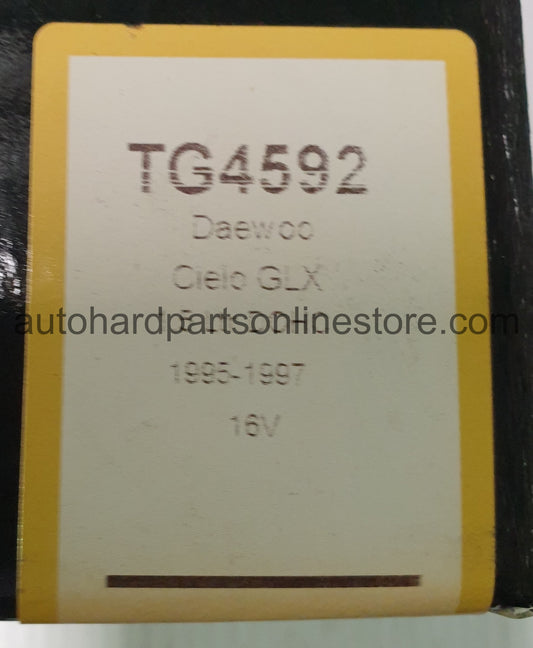 TG4592
Daewoo
Cielo GLX
autohardpartsonlinestore.com
1995-1997
16V